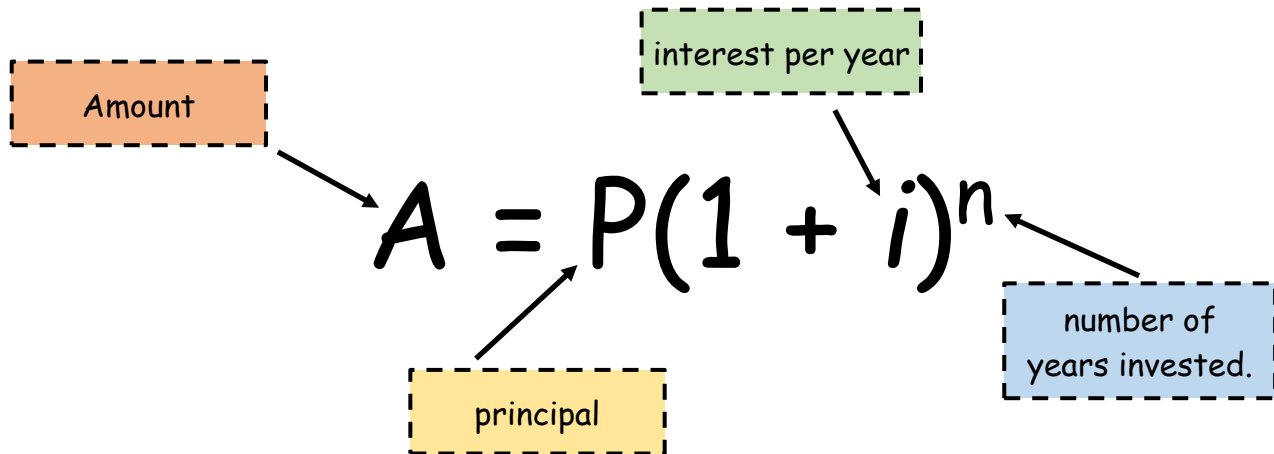 interest per year
Amount
A = P(1 + i)ⁿ
number of
years invested.
principal